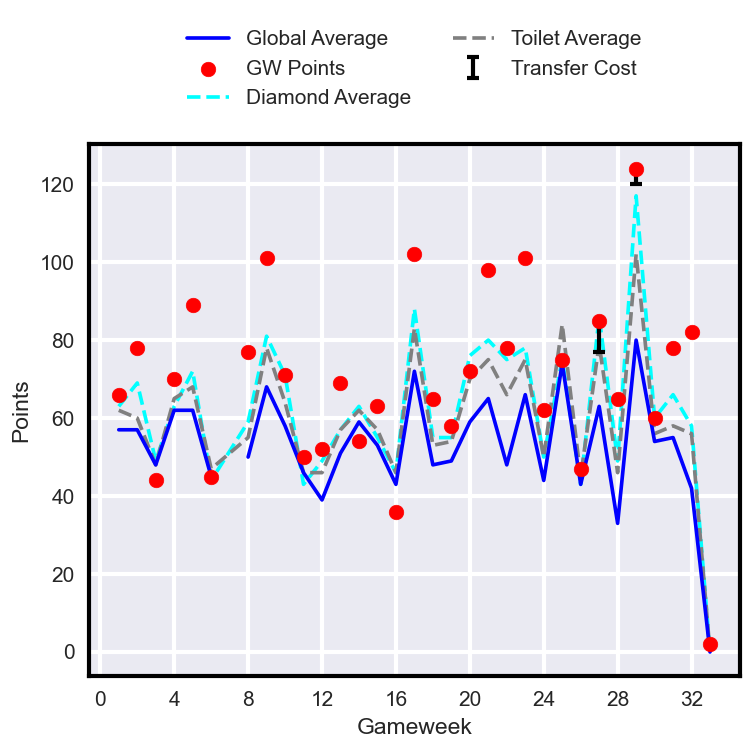 Global Average
GW Points
Diamond Average
Toilet Average
Transfer Cost
120
100
80
60
40
20
0
Points
0 4 8 12 16 20 24 28 32
Gameweek